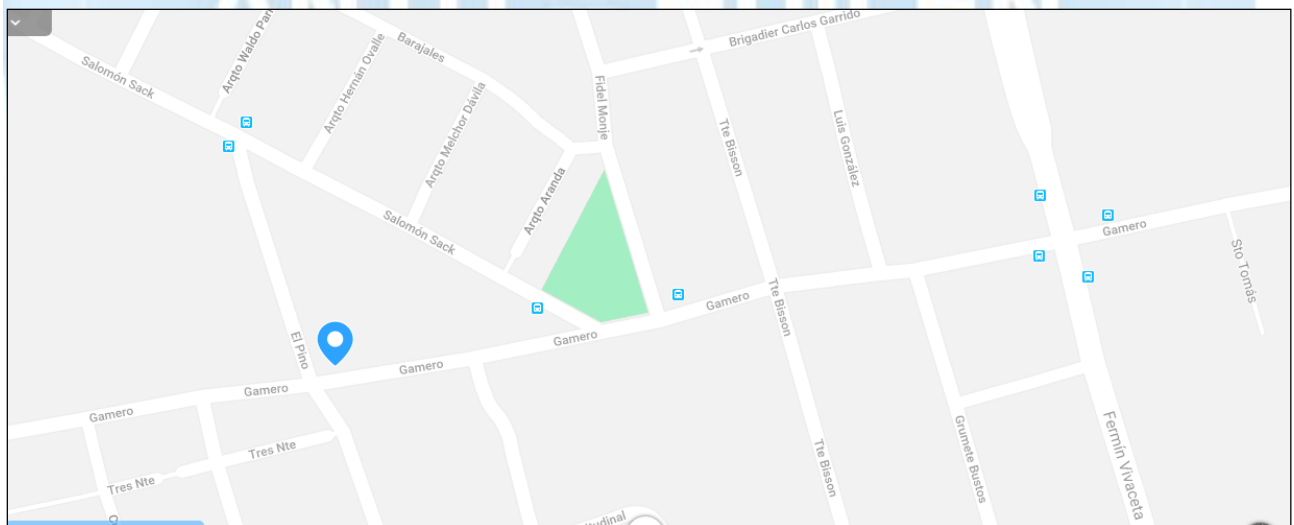 Brigadier Carlos Garrido
Barajales
Salomón Sack
Arqto Hernán Ovalle
Fidel Monje
Arqto Melchor Dávila
Luis González
Tte Bisson
Arqto Aranda
Salomón Sack
Gamero
Sto Tomás
Gamero
Tte Bisson
El Pino
Gamero
Gamero
Gamero
Gamero
Fermín Vivaceta
Grumete Bustos
Tte Bisson
Tres Nte
Tres Nte
Arqto Waldo